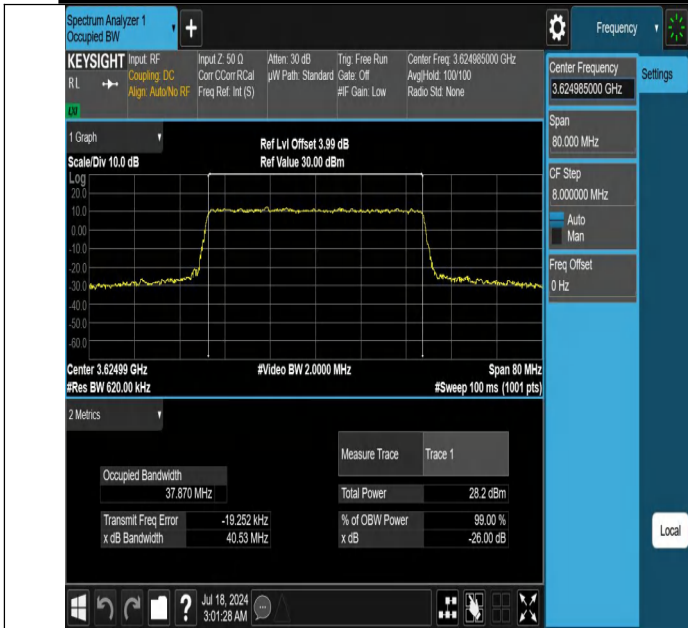 Spectrum Analyzer 1
Occupied BW
+
Frequency
KEYSIGHT
RL
LXI
Input: RF
Coupling: DC
Align: Auto/No RF
Input Z: 50 Ω
Corr CCorr RCal
Freq Ref: Int (S)
Atten: 30 dB
µW Path: Standard
Trig: Free Run
Gate: Off
#IF Gain: Low
Center Freq: 3.624985000 GHz
Avg|Hold: 100/100
Radio Std: None
Center Frequency
3.624985000 GHz
Settings
Span
80.000 MHz
CF Step
8.000000 MHz
Auto
Man
Freq Offset
0 Hz
Local
1 Graph
Scale/Div 10.0 dB
Ref Lvl Offset 3.99 dB
Ref Value 30.00 dBm
Log
20.0
10.0
0.00
-10.0
-20.0
-30.0
-40.0
-50.0
-60.0
Center 3.62499 GHz
#Video BW 2.0000 MHz
Span 80 MHz
#Res BW 620.00 kHz
#Sweep 100 ms (1001 pts)
2 Metrics
Measure Trace
Trace 1
Occupied Bandwidth
37.870 MHz
Total Power
28.2 dBm
Transmit Freq Error
-19.252 kHz
% of OBW Power
99.00 %
x dB Bandwidth
40.53 MHz
x dB
-26.00 dB
?
Jul 18, 2024
3:01:28 AM